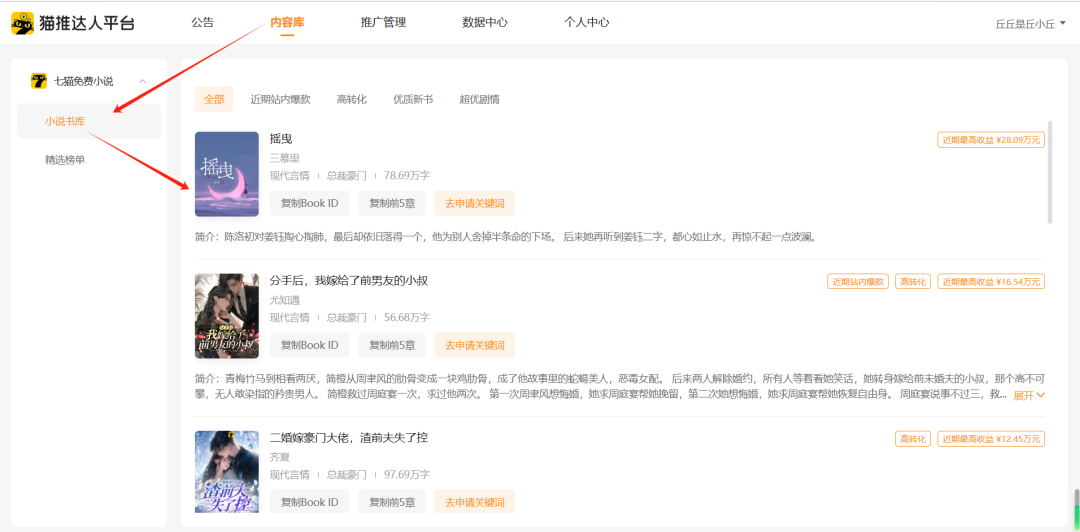 猫推达人平台
公告
内容库
推广管理
数据中心
个人中心
丘丘是丘小丘
七猫免费小说
小说书库
精选榜单
全部
近期站内爆款
高转化
优质新书
超优剧情
摇曳
摇曳
三慕里
现代言情 | 总裁豪门 | 78.69万字
复制Book ID
复制前5章
去申请关键词
近期最高收益 ¥28.09万元
简介：陈洛初对姜钰掏心掏肺，最后却依旧落得一个，他为别人舍掉半条命的下场。 后来她再听到姜钰二字，都心如止水，再惊不起一点波澜。
我嫁给了
前男友的小叔
分手后，我嫁给了前男友的小叔
尤知遇
现代言情 | 总裁豪门 | 56.68万字
复制Book ID
复制前5章
去申请关键词
近期站内爆款
高转化
近期最高收益 ¥16.54万元
简介：青梅竹马到相看两厌，简橙从周聿风的肋骨变成一块鸡肋骨，成了他故事里的蛇蝎美人，恶毒女配。 后来两人解除婚约，所有人等着看她笑话，她转身嫁给前未婚夫的小叔，那个高不可
攀，无人敢染指的矜贵男人。 简橙救过周庭宴一次，求过他两次。 第一次周聿风想悔婚，她求周庭宴帮她挽留，第二次她想悔婚，她求周庭宴帮她恢复自由身。 周庭宴说事不过三，救... 展开
渣前夫
失了控
二婚嫁豪门大佬，渣前夫失了控
齐夏
现代言情 | 总裁豪门 | 97.69万字
复制Book ID
复制前5章
去申请关键词
高转化
近期最高收益 ¥12.45万元